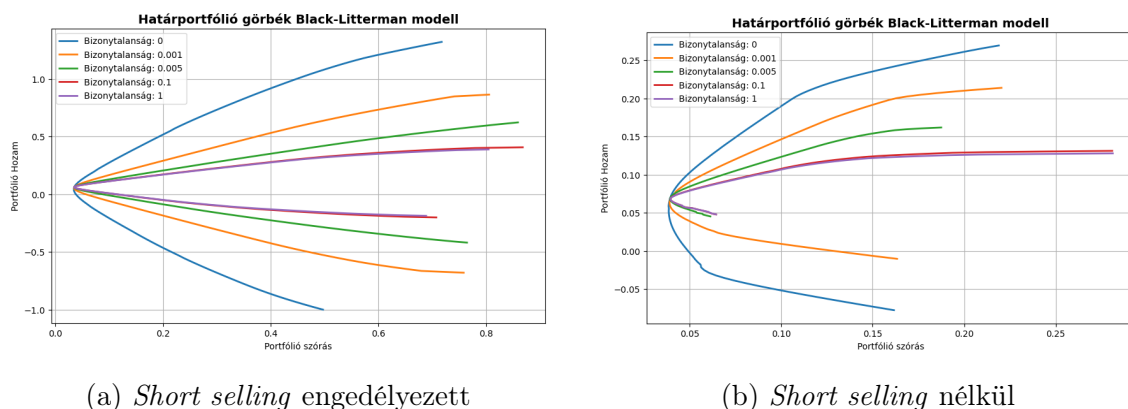 Határportfólió görbék Black-Litterman modell
Bizonytalanság: 0
Bizonytalanság: 0.001
Bizonytalanság: 0.005
Bizonytalanság: 0.1
Bizonytalanság: 1
Portfólió Hozam
1.0
0.5
0.0
−0.5
−1.0
0.0 0.2 0.4 0.6 0.8
Portfólió szórás
(a) Short selling engedélyezett
Határportfólió görbék Black-Litterman modell
Bizonytalanság: 0
Bizonytalanság: 0.001
Bizonytalanság: 0.005
Bizonytalanság: 0.1
Bizonytalanság: 1
Portfólió Hozam
0.25
0.20
0.15
0.10
0.05
0.00
−0.05
0.05 0.10 0.15 0.20 0.25
Portfólió szórás
(b) Short selling nélkül